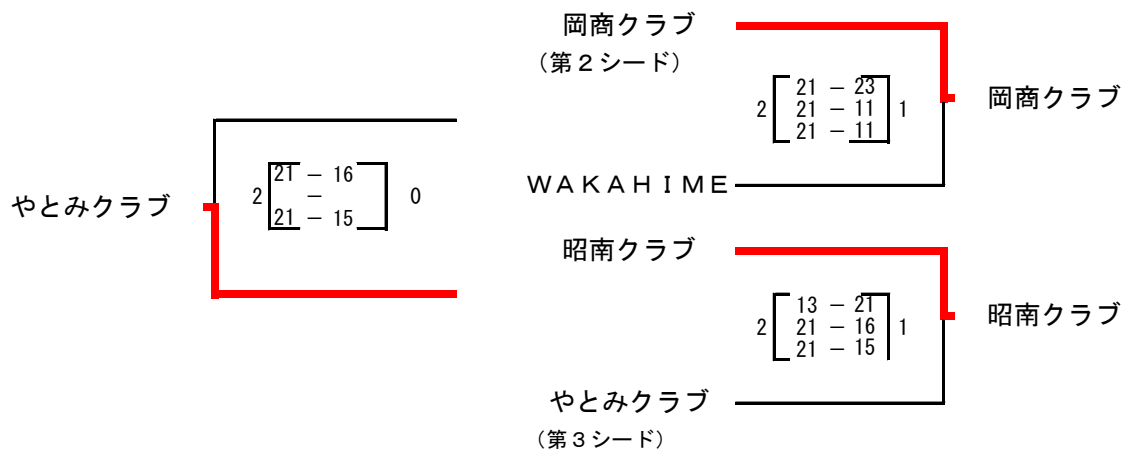 岡商クラブ
（第２シード）
2 21 － 23 1
21 － 11
21 － 11
岡商クラブ
ＷＡＫＡＨＩＭＥ
やとみクラブ
2 21 － 16 0
－
21 － 15
昭南クラブ
2 13 － 21 1
21 － 16
21 － 15
昭南クラブ
やとみクラブ
（第３シード）